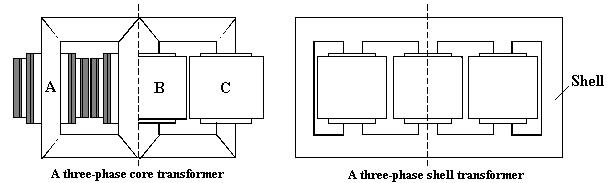 A
B
C
Shell
A three-phase core transformer
A three-phase shell transformer